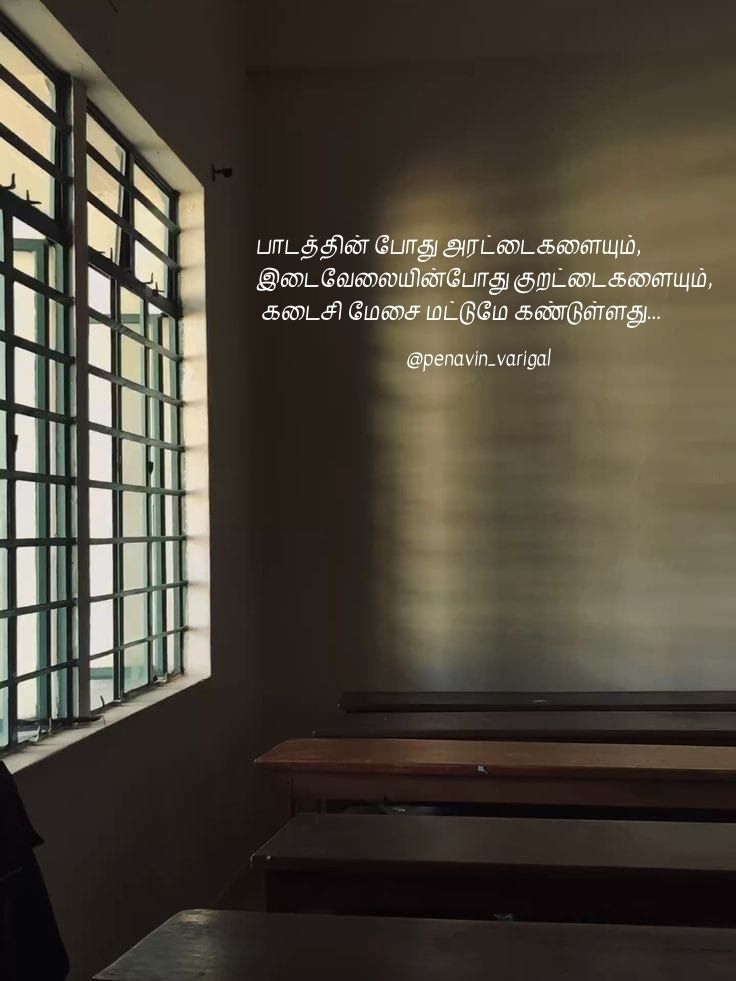 பாடத்தின் போது அரட்டைகளையும்,
இடைவேலையின்போது குறட்டைகளையும்,
கடைசி மேசை மட்டுமே கண்டுள்ளது...
@penavin_varigal